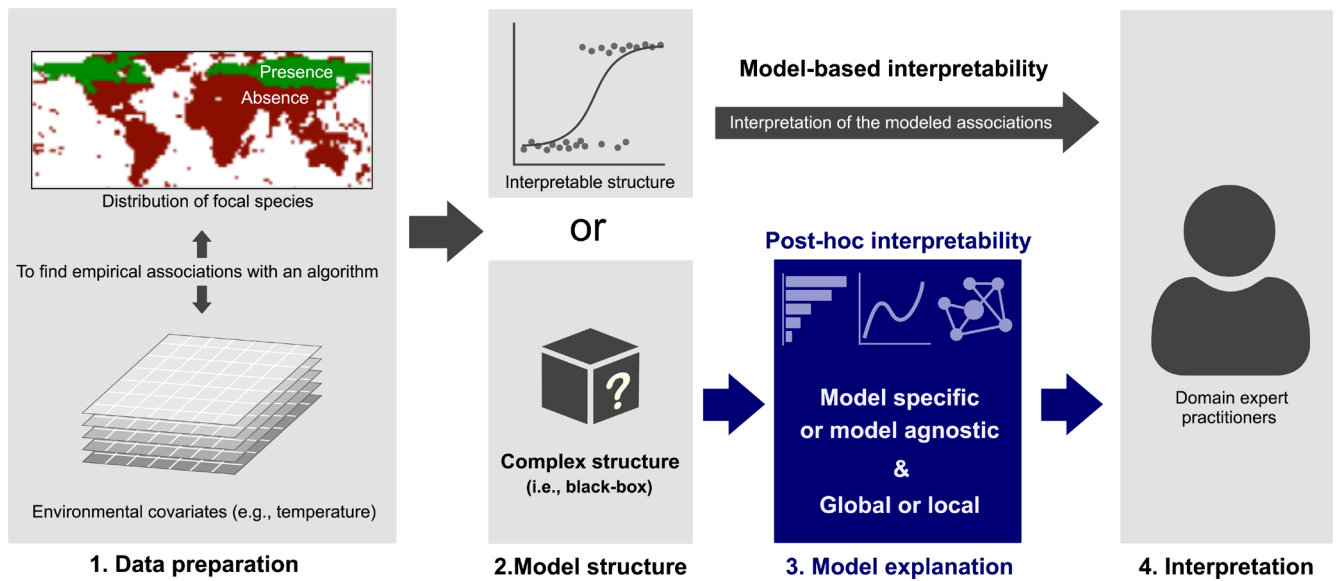 Presence
Absence
Distribution of focal species
To find empirical associations with an algorithm
Environmental covariates (e.g., temperature)
1. Data preparation
Interpretable structure
or
?
Complex structure
(i.e., black-box)
2.Model structure
Model-based interpretability
Interpretation of the modeled associations
Post-hoc interpretability
Model specific
or model agnostic
&
Global or local
3. Model explanation
Domain expert
practitioners
4. Interpretation